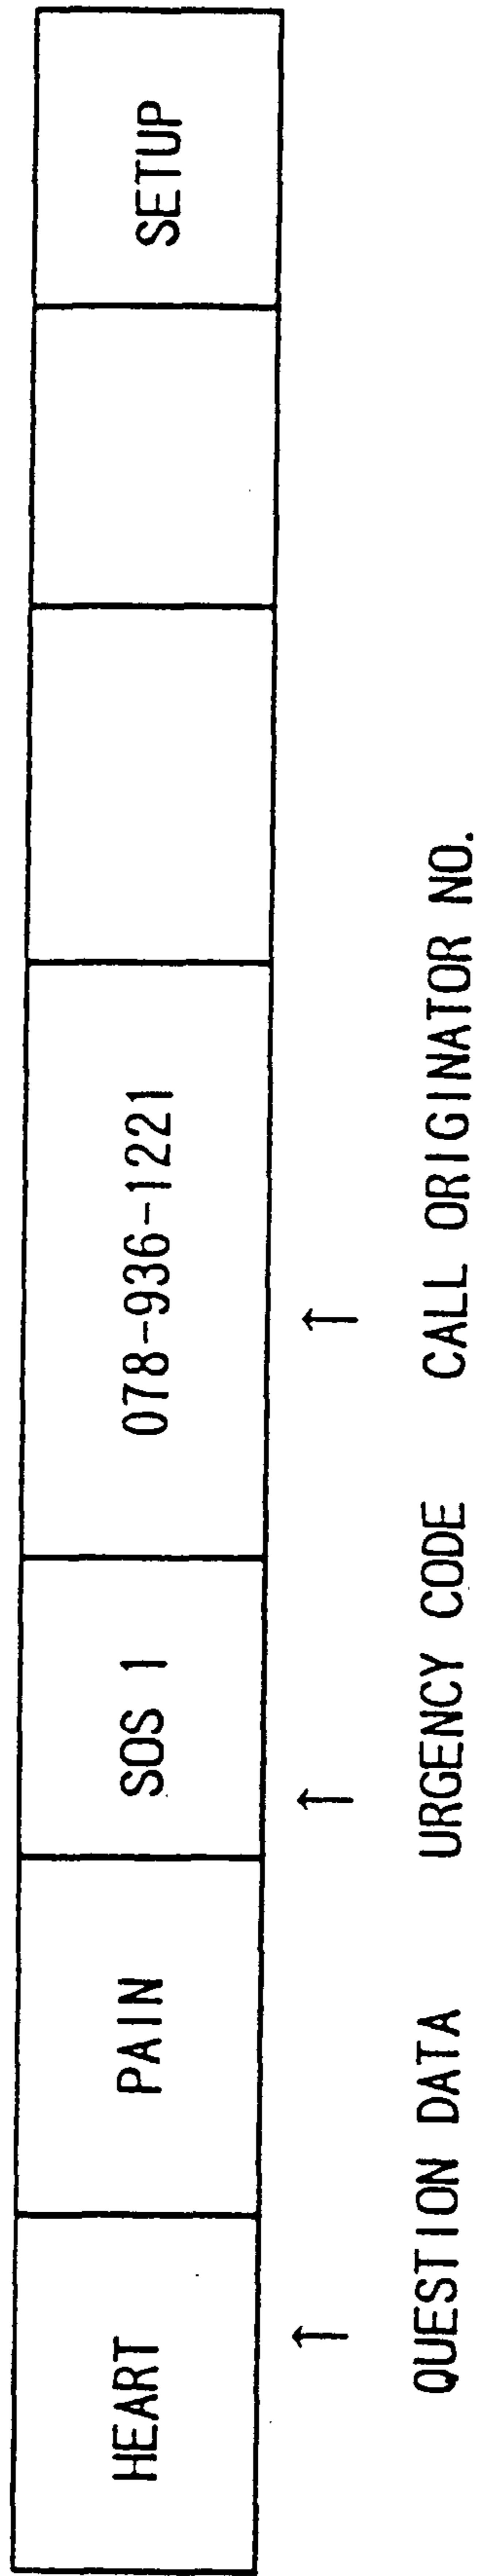 HEART PAIN SOS 1 078-936-1221 SETUP
↑ ↑ ↑
QUESTION DATA URGENCY CODE CALL ORIGINATOR NO.